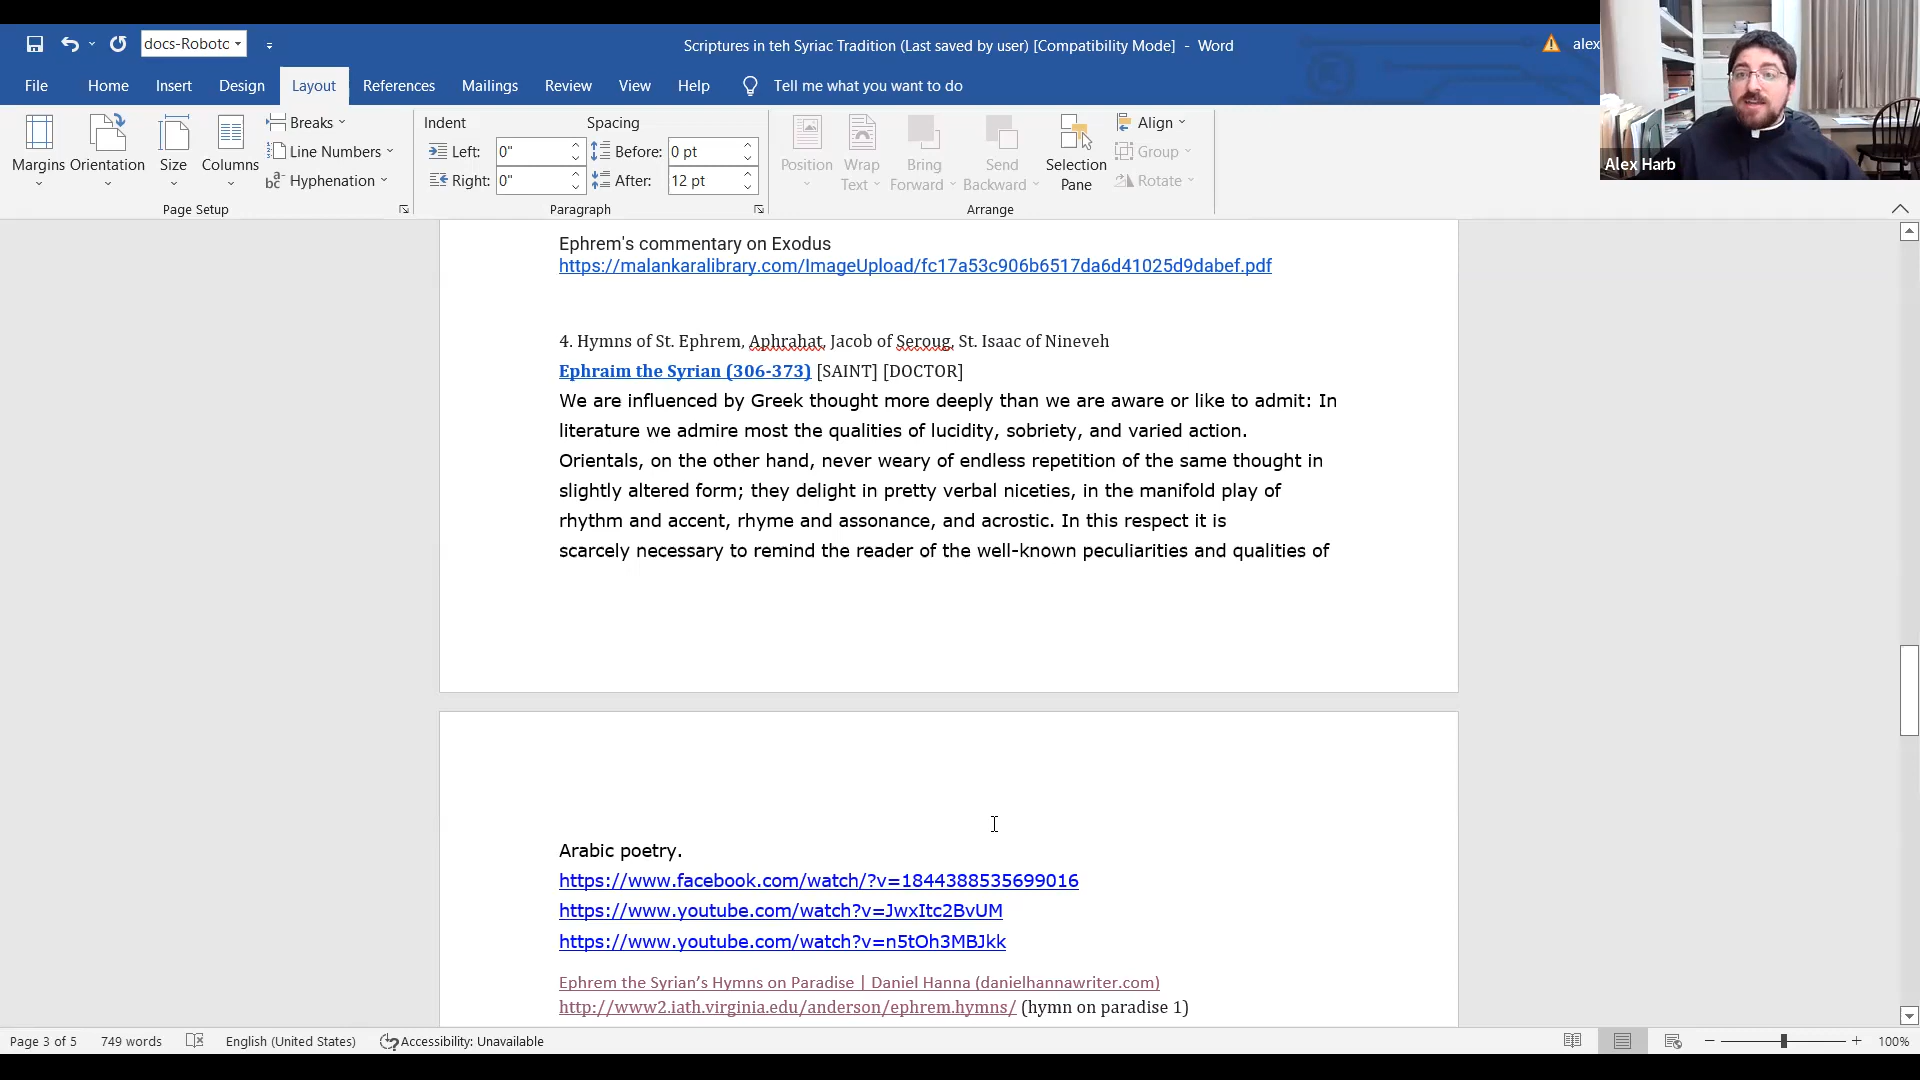 docs-Robotc
Scriptures in teh Syriac Tradition (Last saved by user) [Compatibility Mode] - Word
alex
File Home Insert Design Layout References Mailings Review View Help Tell me what you want to do
Margins Orientation Size Columns
Breaks
Line Numbers
Hyphenation
Page Setup
Indent Spacing
Left: 0" Before: 0 pt
Right: 0" After: 12 pt
Paragraph
Position Wrap Text Bring Forward Send Backward Selection Pane
Align
Group
Rotate
Arrange
Alex Harb
Ephrem's commentary on Exodus
https://malankaralibrary.com/ImageUpload/fc17a53c906b6517da6d41025d9dabef.pdf
4. Hymns of St. Ephrem, Aphrahat, Jacob of Seroug, St. Isaac of Nineveh
Ephraim the Syrian (306-373) [SAINT] [DOCTOR]
We are influenced by Greek thought more deeply than we are aware or like to admit: In
literature we admire most the qualities of lucidity, sobriety, and varied action.
Orientals, on the other hand, never weary of endless repetition of the same thought in
slightly altered form; they delight in pretty verbal niceties, in the manifold play of
rhythm and accent, rhyme and assonance, and acrostic. In this respect it is
scarcely necessary to remind the reader of the well-known peculiarities and qualities of
Arabic poetry.
https://www.facebook.com/watch/?v=1844388535699016
https://www.youtube.com/watch?v=JwxItc2BvUM
https://www.youtube.com/watch?v=n5tOh3MBJkk
Ephrem the Syrian's Hymns on Paradise | Daniel Hanna (danielhannawriter.com)
http://www2.iath.virginia.edu/anderson/ephrem.hymns/ (hymn on paradise 1)
Page 3 of 5 749 words English (United States) Accessibility: Unavailable 100%